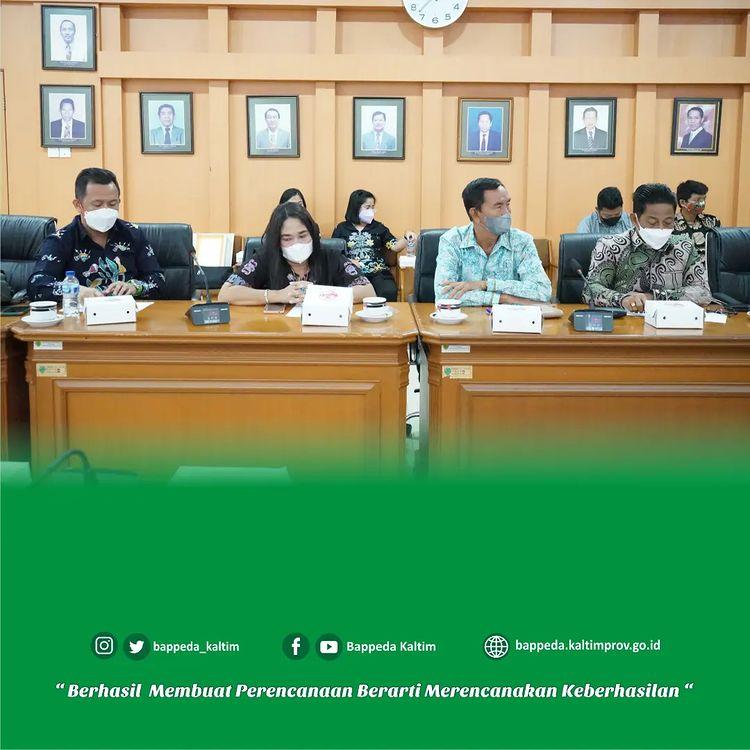 bappeda_kaltim
Bappeda Kaltim
bappeda.kaltimprov.go.id
“ Berhasil Membuat Perencanaan Berarti Merencanakan Keberhasilan “